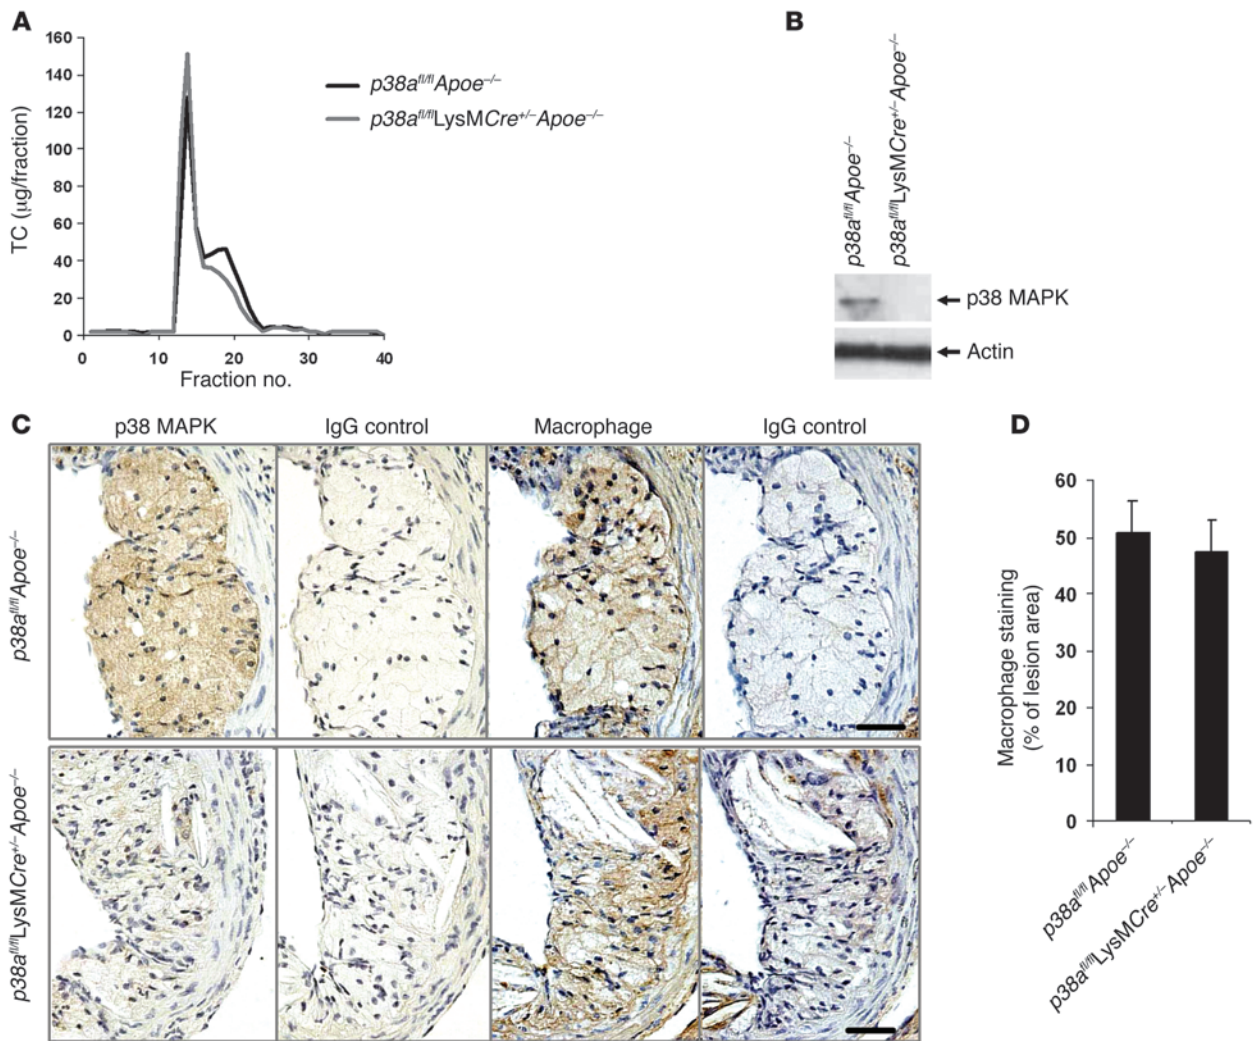 A
160
140
120
100
80
60
40
20
0
TC (μg/fraction)
0 10 20 30 40
Fraction no.
p38a^fl/fl Apoe^–/–
p38a^fl/fl LysMCre^+/– Apoe^–/–
B
p38a^fl/fl Apoe^–/–
p38a^fl/fl LysMCre^+/– Apoe^–/–
p38 MAPK
Actin
C
p38 MAPK IgG control Macrophage IgG control
p38a^fl/fl Apoe^–/–
p38a^fl/fl LysMCre^+/– Apoe^–/–
D
60
50
40
30
20
10
0
Macrophage staining
(% of lesion area)
p38a^fl/fl Apoe^–/–
p38a^fl/fl LysMCre^+/– Apoe^–/–